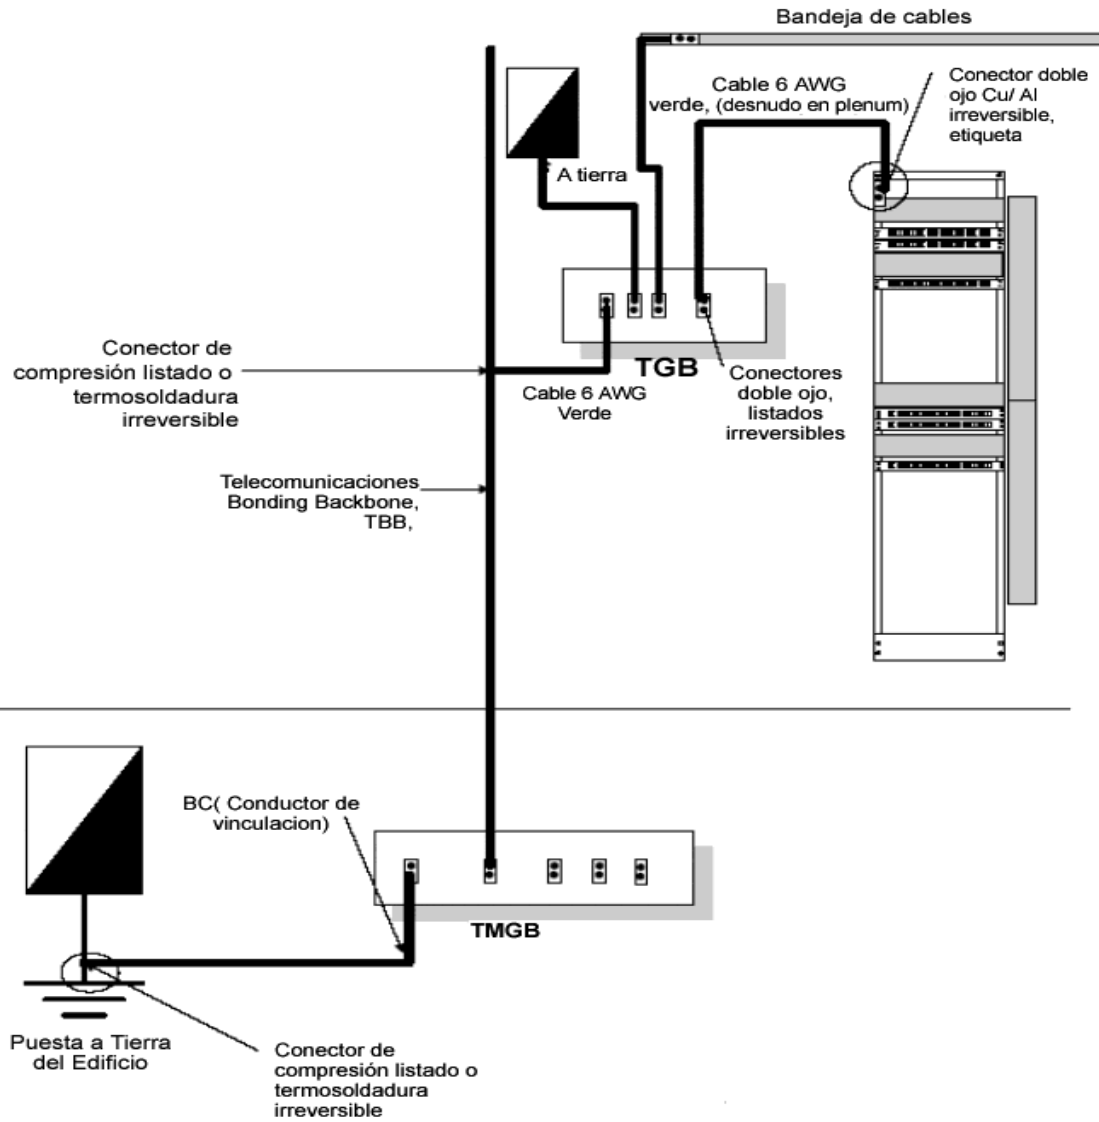 Bandeja de cables
Cable 6 AWG
verde, (desnudo en plenum)
Conector doble
ojo Cu/ Al
irreversible,
etiqueta
A tierra
TGB
Conector de
compresión listado o
termosoldadura
irreversible
Cable 6 AWG
Verde
Conectores
doble ojo,
listados
irreversibles
Telecomunicaciones
Bonding Backbone,
TBB,
BC( Conductor de
vinculacion)
TMGB
Puesta a Tierra
del Edificio
Conector de
compresión listado o
termosoldadura
irreversible